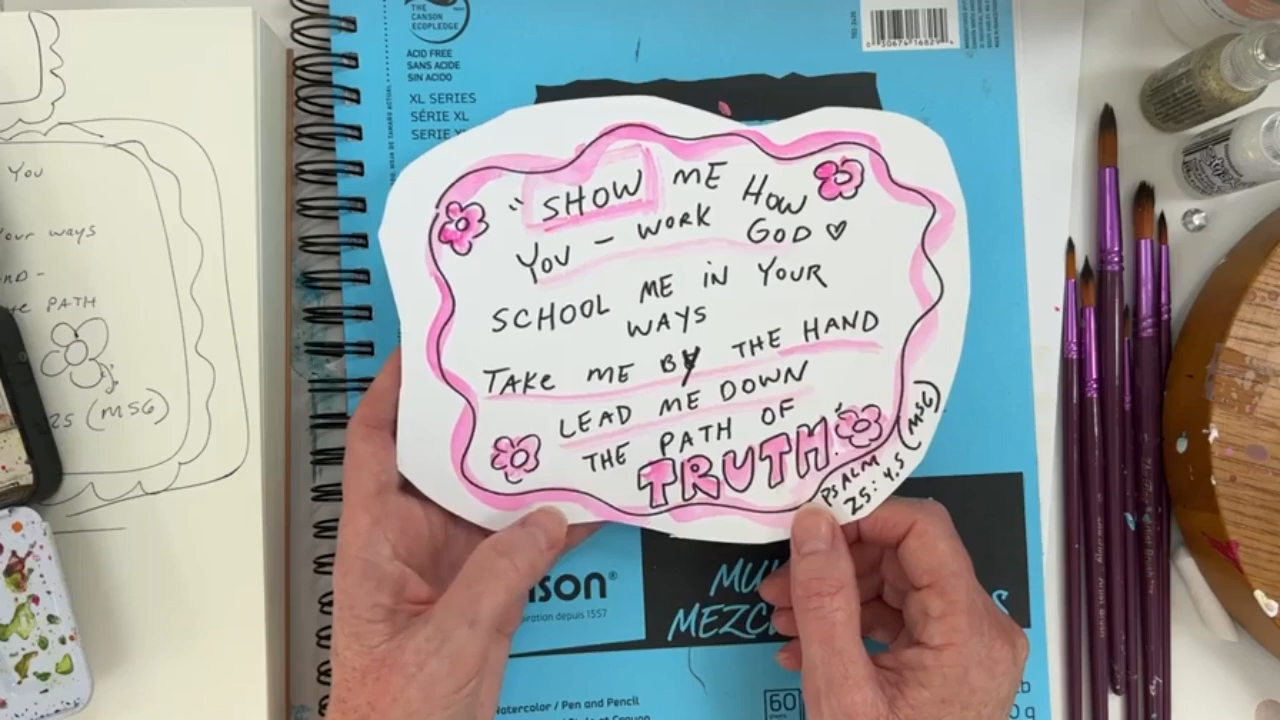 THE
CANSON
ECOPLEDGE
ACID FREE
SANS ACIDE
SIN ACIDO
XL SERIES
SÉRIE XL
SERIE
"SHOW ME HOW
YOU - WORK GOD
SCHOOL ME IN YOUR
WAYS
TAKE ME BY THE HAND
LEAD ME DOWN
THE PATH OF
TRUTH"
PSALM
25:4.5 (MSG)
YOU
your ways
PATH
25 (MSG)
MEZC
Watercolor / Pen and Pencil
60